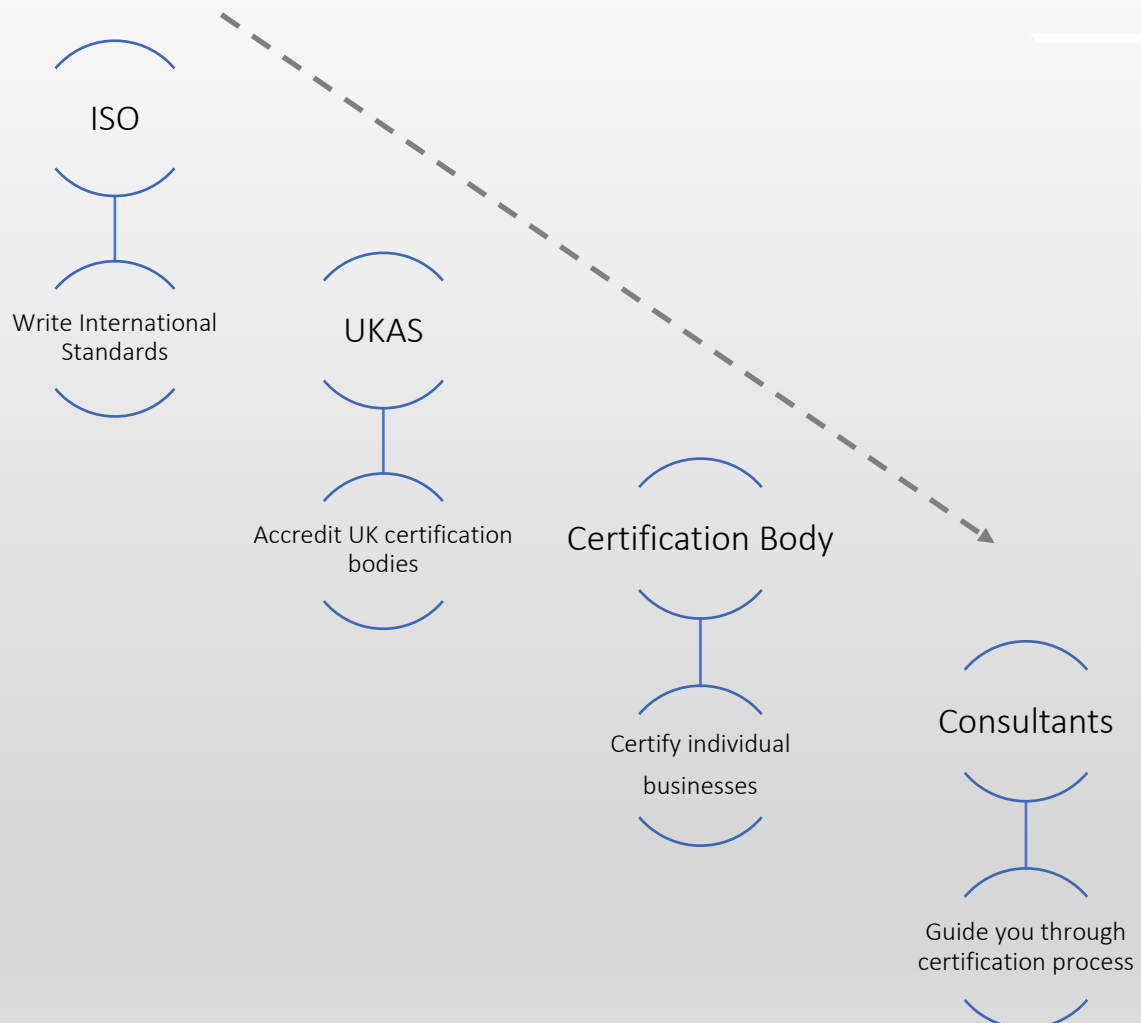 ISO
Write International
Standards
UKAS
Accredit UK certification
bodies
Certification Body
Certify individual
businesses
Consultants
Guide you through
certification process